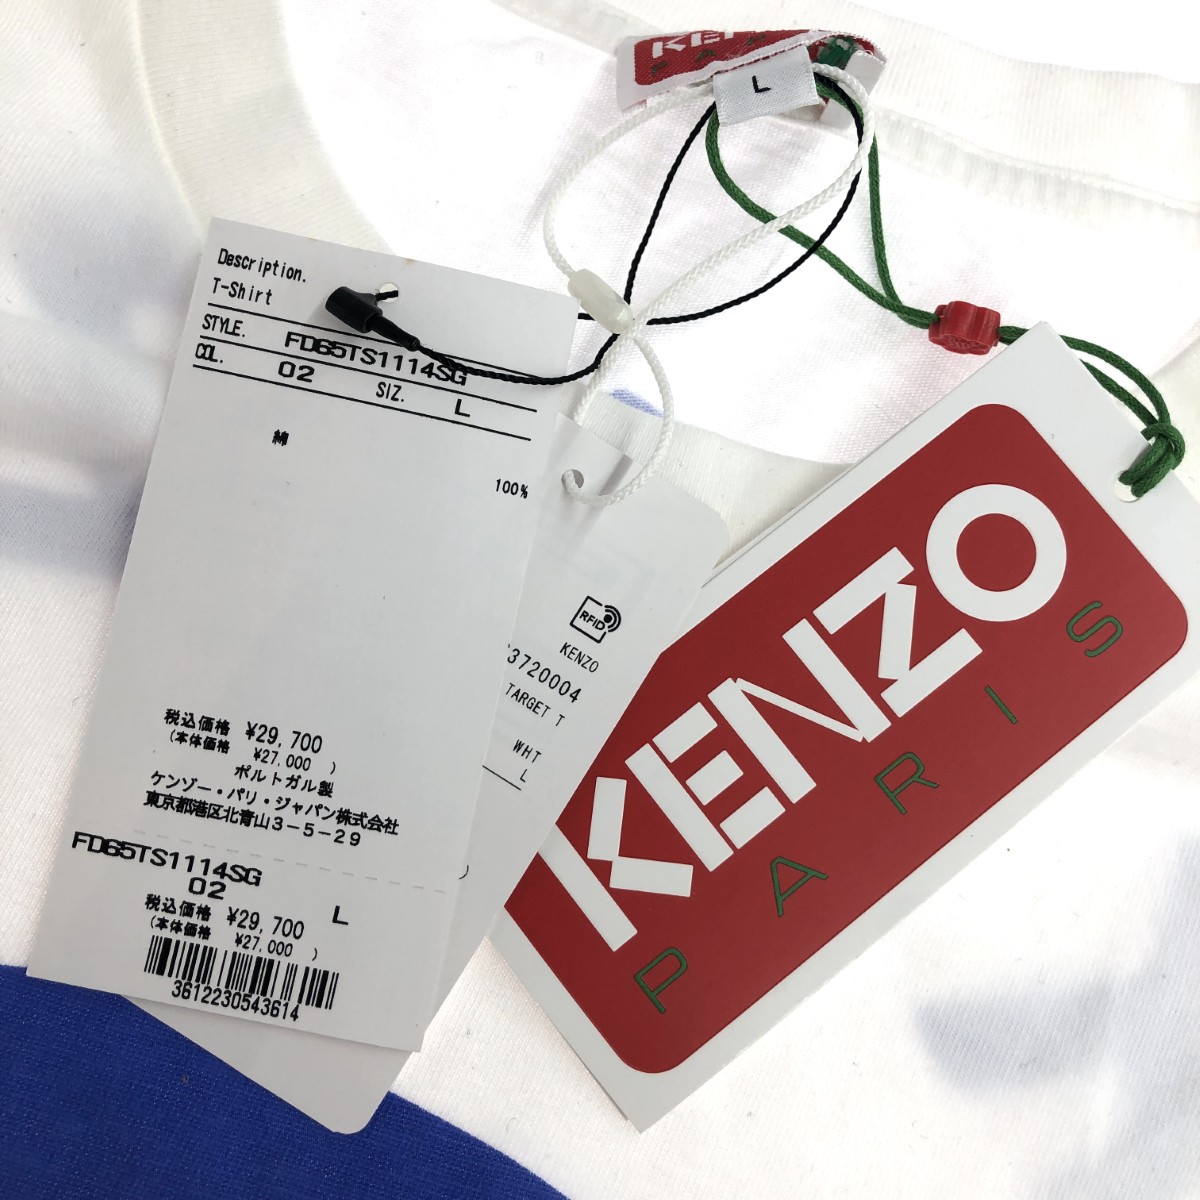 L
Description.
T-Shirt
STYLE. FD65TS1114SG
COL. 02 SIZ. L
綿
100%
税込価格 ¥29,700
(本体価格 ¥27,000 )
ポルトガル製
ケンゾー・パリ・ジャパン株式会社
東京都港区北青山3-5-29
FD65TS1114SG
02 L
税込価格 ¥29,700
(本体価格 ¥27,000 )
3612230543614
RFID
KENZO
3720004
TARGET T
WHT
L
KENZO
PARIS